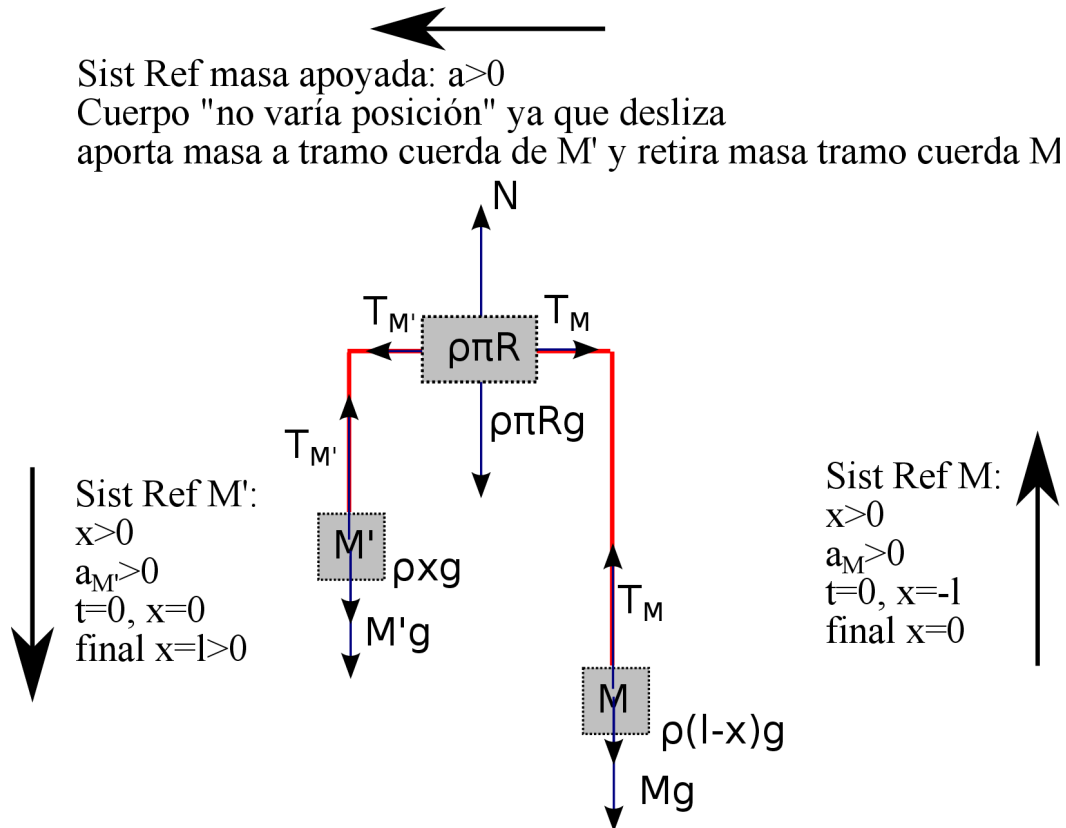 Sist Ref masa apoyada: a>0
Cuerpo "no varía posición" ya que desliza
aporta masa a tramo cuerda de M' y retira masa tramo cuerda M
N
T_M'
T_M
ρπR
ρπRg
T_M'
Sist Ref M':
x>0
a_M'>0
t=0, x=0
final x=l>0
M'
ρxg
M'g
Sist Ref M:
x>0
a_M>0
t=0, x=-l
final x=0
T_M
M
ρ(l-x)g
Mg